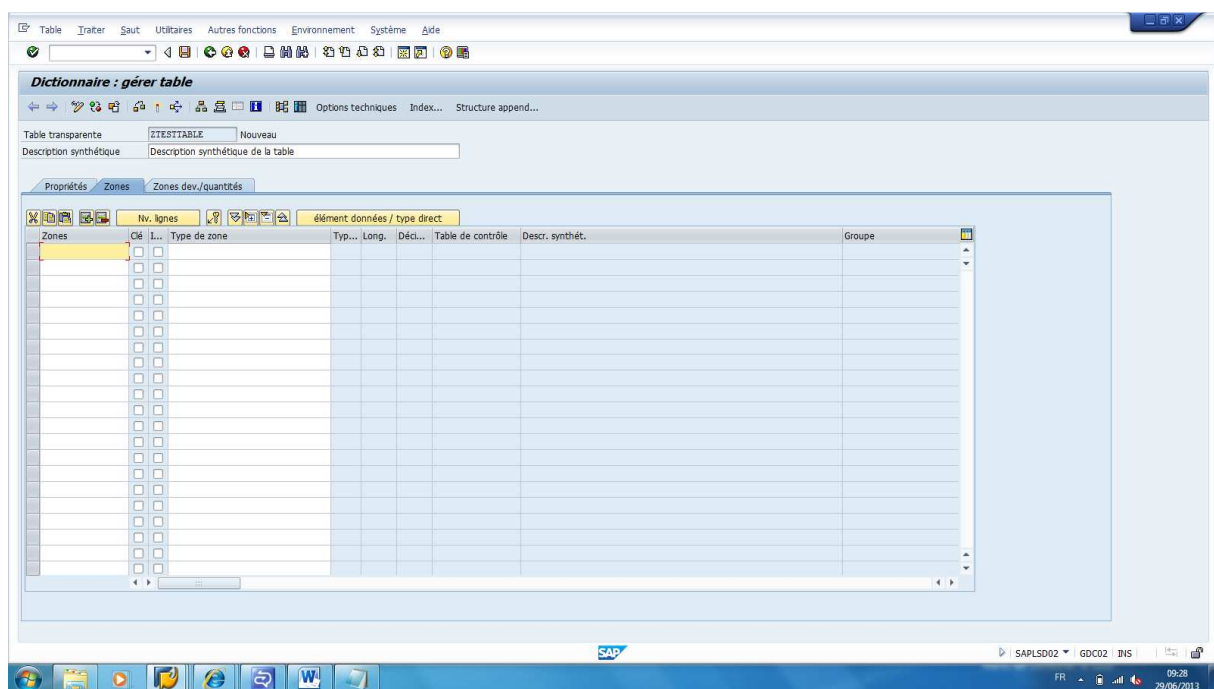 Table Traiter Saut Utilitaires Autres fonctions Environnement Système Aide
Dictionnaire : gérer table
Options techniques Index... Structure append...
Table transparente ZTESTTABLE Nouveau
Description synthétique Description synthétique de la table
Propriétés Zones Zones dev./quantités
Nv. lignes élément données / type direct
Zones Clé I... Type de zone Typ... Long. Déci... Table de contrôle Descr. synthét. Groupe
SAP
SAPLSD02 GDC02 INS
FR 09:28
29/06/2013